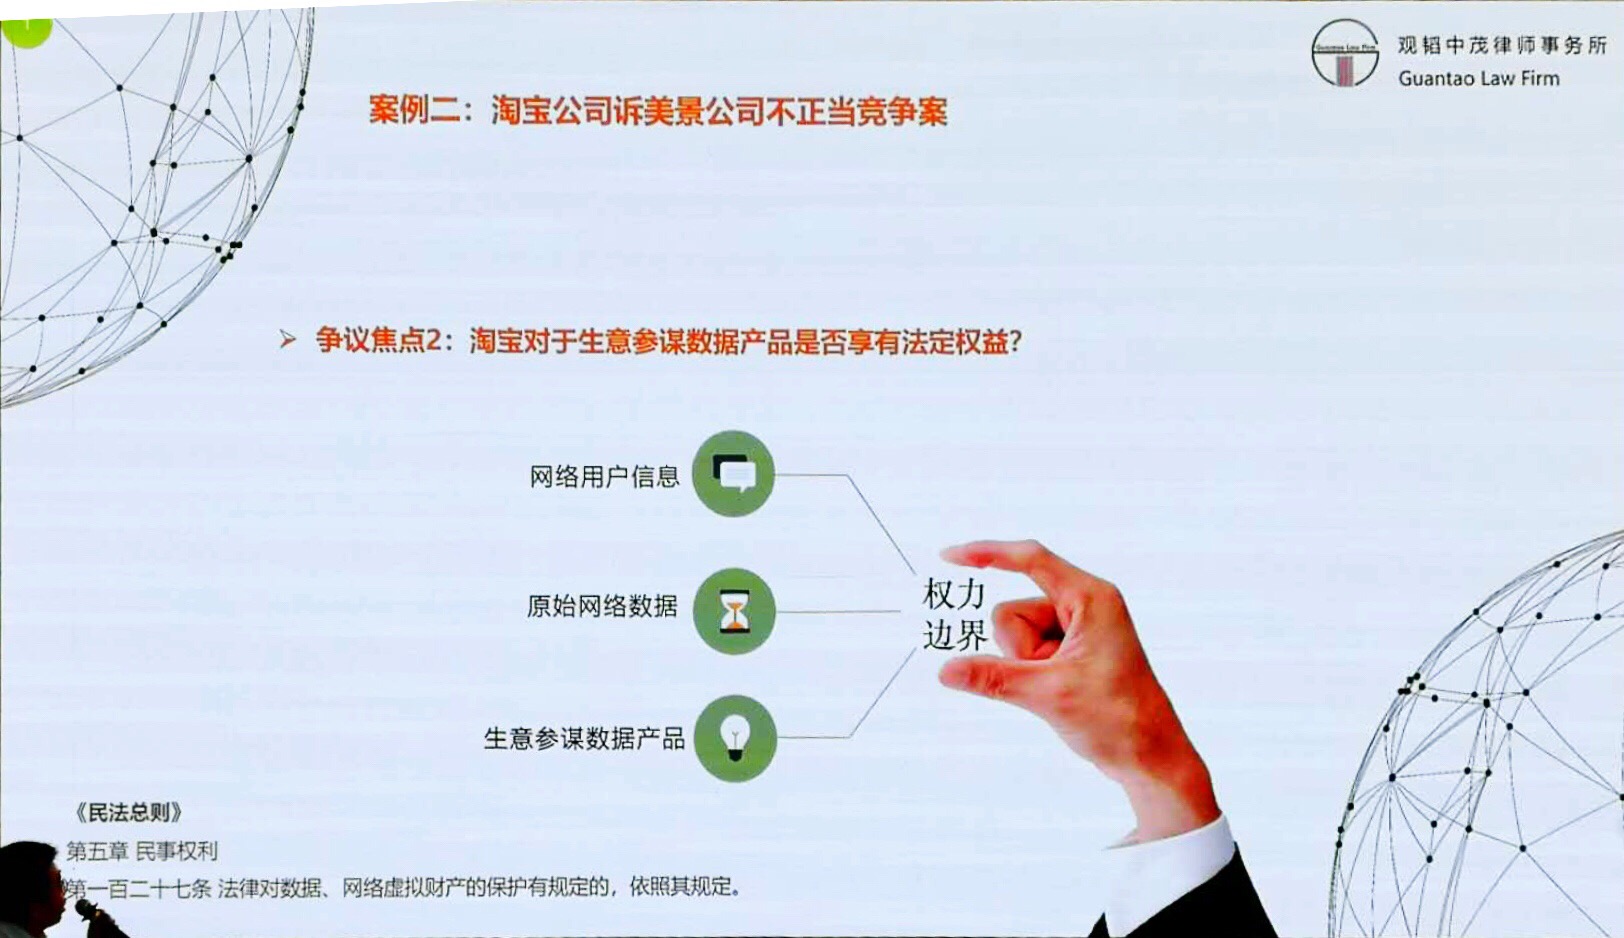 观韬中茂律师事务所
Guantao Law Firm
Guantao Law Firm
案例二：淘宝公司诉美景公司不正当竞争案
➢ 争议焦点2：淘宝对于生意参谋数据产品是否享有法定权益？
网络用户信息
原始网络数据
生意参谋数据产品
权力
边界
《民法总则》
第五章 民事权利
第一百二十七条 法律对数据、网络虚拟财产的保护有规定的，依照其规定。